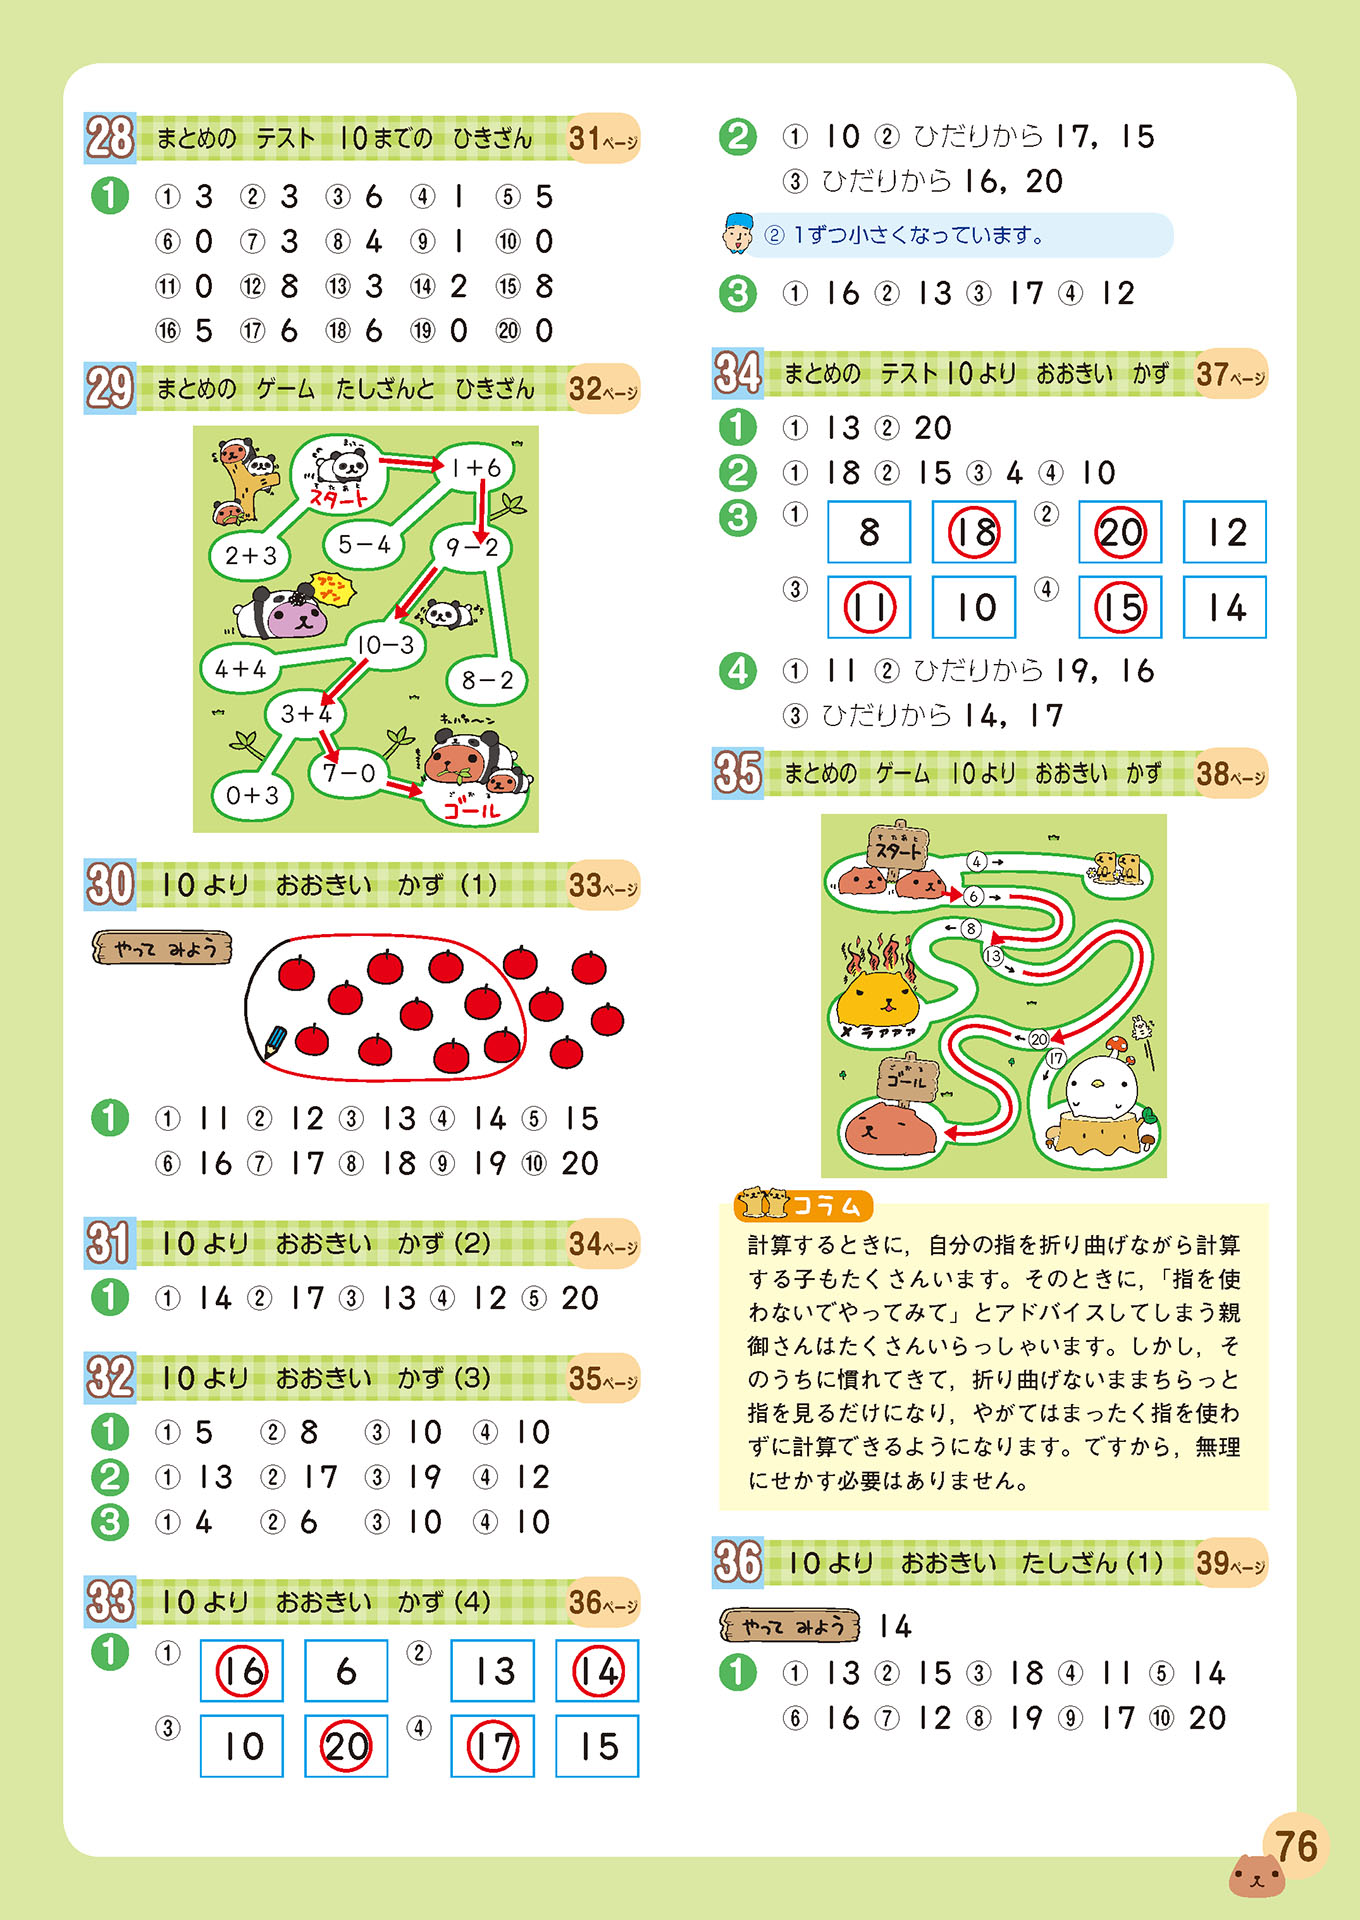 28 まとめの テスト 10までの ひきざん 31ページ
1 ① 3 ② 3 ③ 6 ④ 1 ⑤ 5
⑥ 0 ⑦ 3 ⑧ 4 ⑨ 1 ⑩ 0
⑪ 0 ⑫ 8 ⑬ 3 ⑭ 2 ⑮ 8
⑯ 5 ⑰ 6 ⑱ 6 ⑲ 0 ⑳ 0
29 まとめの ゲーム たしざんと ひきざん 32ページ
すたあと
スタート
1+6
2+3
5-4
9-2
ブーンブーン
10-3
4+4
8-2
3+4
キュパァ〜ン
7-0
0+3
ごおる
ゴール
30 10より おおきい かず (1) 33ページ
やって みよう
1 ① 11 ② 12 ③ 13 ④ 14 ⑤ 15
⑥ 16 ⑦ 17 ⑧ 18 ⑨ 19 ⑩ 20
31 10より おおきい かず (2) 34ページ
1 ① 14 ② 17 ③ 13 ④ 12 ⑤ 20
32 10より おおきい かず (3) 35ページ
1 ① 5 ② 8 ③ 10 ④ 10
2 ① 13 ② 17 ③ 19 ④ 12
3 ① 4 ② 6 ③ 10 ④ 10
33 10より おおきい かず (4) 36ページ
1 ① 16 6 ② 13 14
③ 10 20 ④ 17 15
2 ① 10 ② ひだりから 17, 15
③ ひだりから 16, 20
② 1ずつ小さくなっています。
3 ① 16 ② 13 ③ 17 ④ 12
34 まとめの テスト 10より おおきい かず 37ページ
1 ① 13 ② 20
2 ① 18 ② 15 ③ 4 ④ 10
3 ① 8 18 ② 20 12
③ 11 10 ④ 15 14
4 ① 11 ② ひだりから 19, 16
③ ひだりから 14, 17
35 まとめの ゲーム 10より おおきい かず 38ページ
すたあと
スタート
4
6
8
13
メラァァァ
20
17
ごおる
ゴール
コラム
計算するときに，自分の指を折り曲げながら計算
する子もたくさんいます。そのときに，「指を使
わないでやってみて」とアドバイスしてしまう親
御さんはたくさんいらっしゃいます。しかし，そ
のうちに慣れてきて，折り曲げないままちらっと
指を見るだけになり，やがてはまったく指を使わ
ずに計算できるようになります。ですから，無理
にせかす必要はありません。
36 10より おおきい たしざん (1) 39ページ
やって みよう 14
1 ① 13 ② 15 ③ 18 ④ 11 ⑤ 14
⑥ 16 ⑦ 12 ⑧ 19 ⑨ 17 ⑩ 20
76